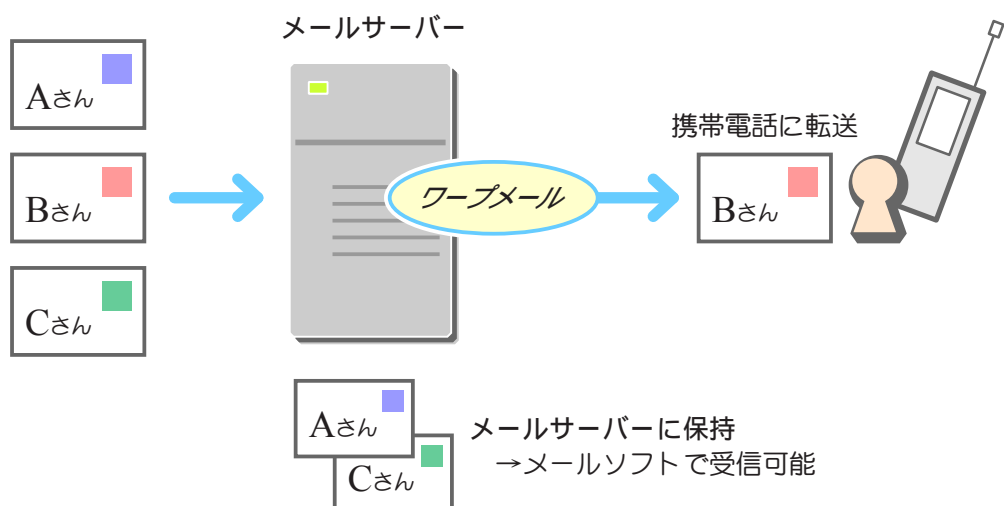 メールサーバー
Aさん
Bさん
Cさん
ワープメール
携帯電話に転送
Bさん
Aさん
Cさん
メールサーバーに保持
→メールソフトで受信可能